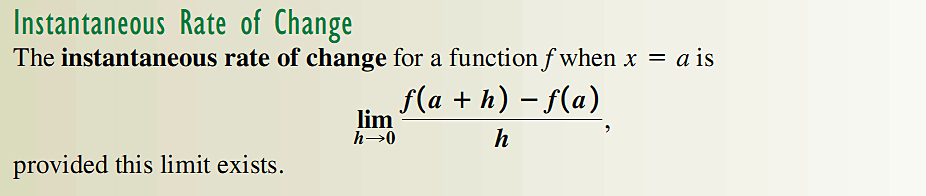 Instantaneous Rate of Change
The instantaneous rate of change for a function f when x = a is
lim h→0 f(a + h) − f(a) / h,
provided this limit exists.